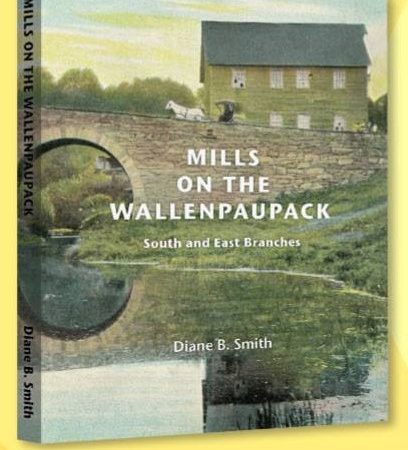 MILLS ON THE WALLENPAUPACK
Diane B. Smith
MILLS
ON THE
WALLENPAUPACK
South and East Branches
Diane B. Smith